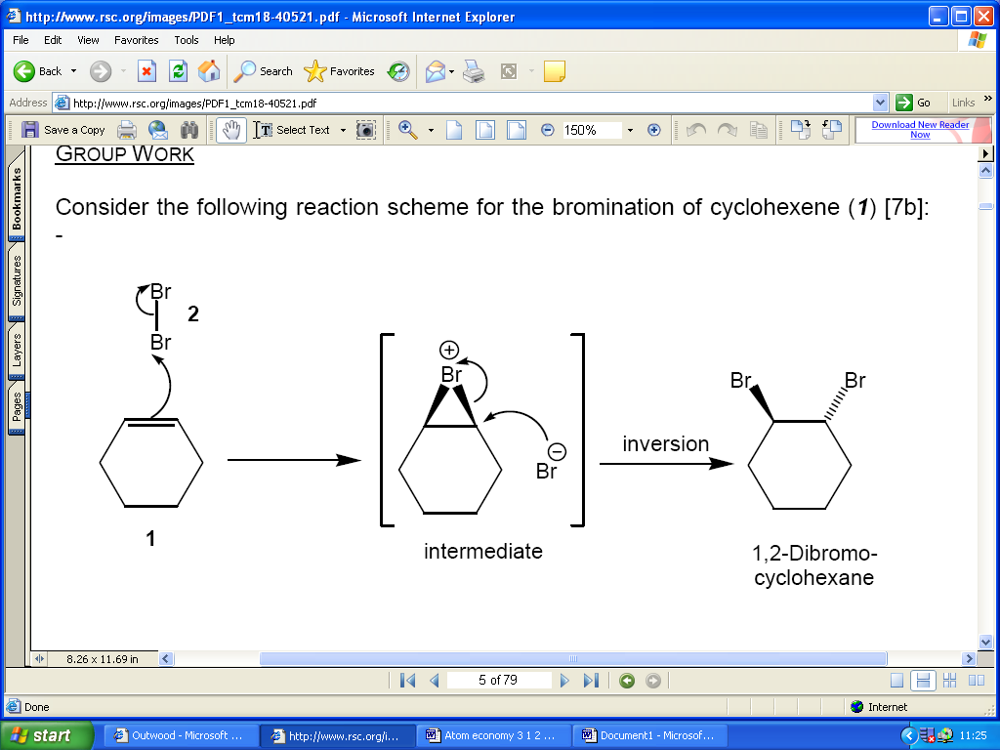 http://www.rsc.org/images/PDF1_tcm18-40521.pdf - Microsoft Internet Explorer
File Edit View Favorites Tools Help
Back Search Favorites
Address http://www.rsc.org/images/PDF1_tcm18-40521.pdf Go Links »
Save a Copy Select Text 150% Download New Reader Now
Bookmarks
Signatures
Layers
Pages
GROUP WORK
Consider the following reaction scheme for the bromination of cyclohexene (1) [7b]:
-
Br
2
Br
1
+
Br
Br
−
intermediate
inversion
Br Br
1,2-Dibromo-
cyclohexane
8.26 x 11.69 in
5 of 79
Done Internet
start Outwood - Microsoft ... http://www.rsc.org/i... Atom economy 3 1 2 ... Document1 - Microsof... 11:25